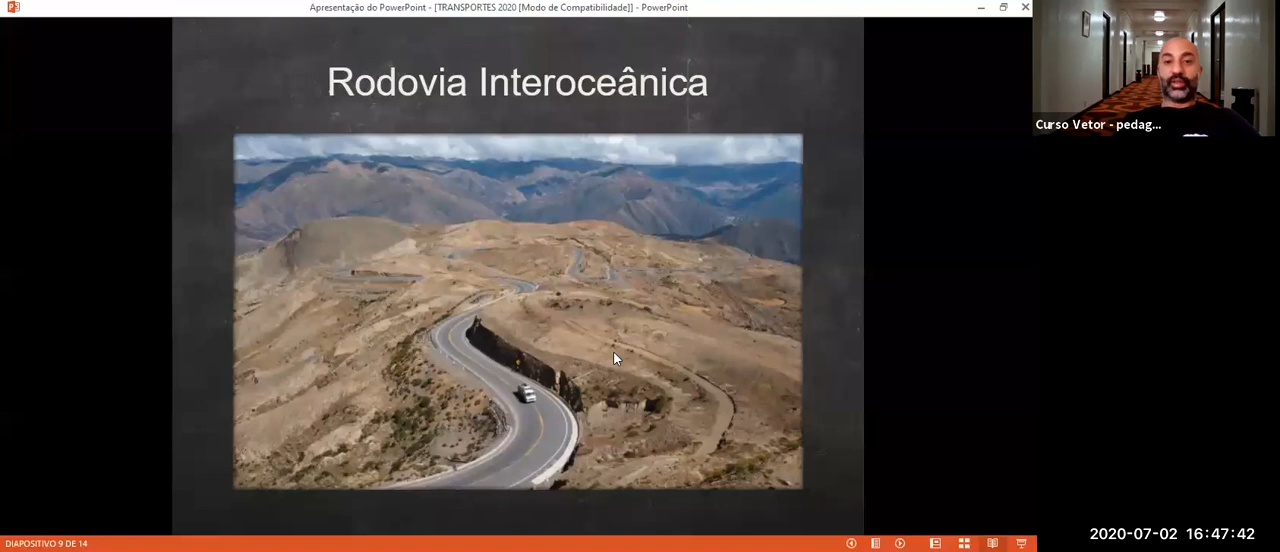 Apresentação do PowerPoint - [TRANSPORTES 2020 [Modo de Compatibilidade]] - PowerPoint
Rodovia Interoceânica
Curso Vetor - pedag...
DIAPOSITIVO 9 DE 14
2020-07-02 16:47:42